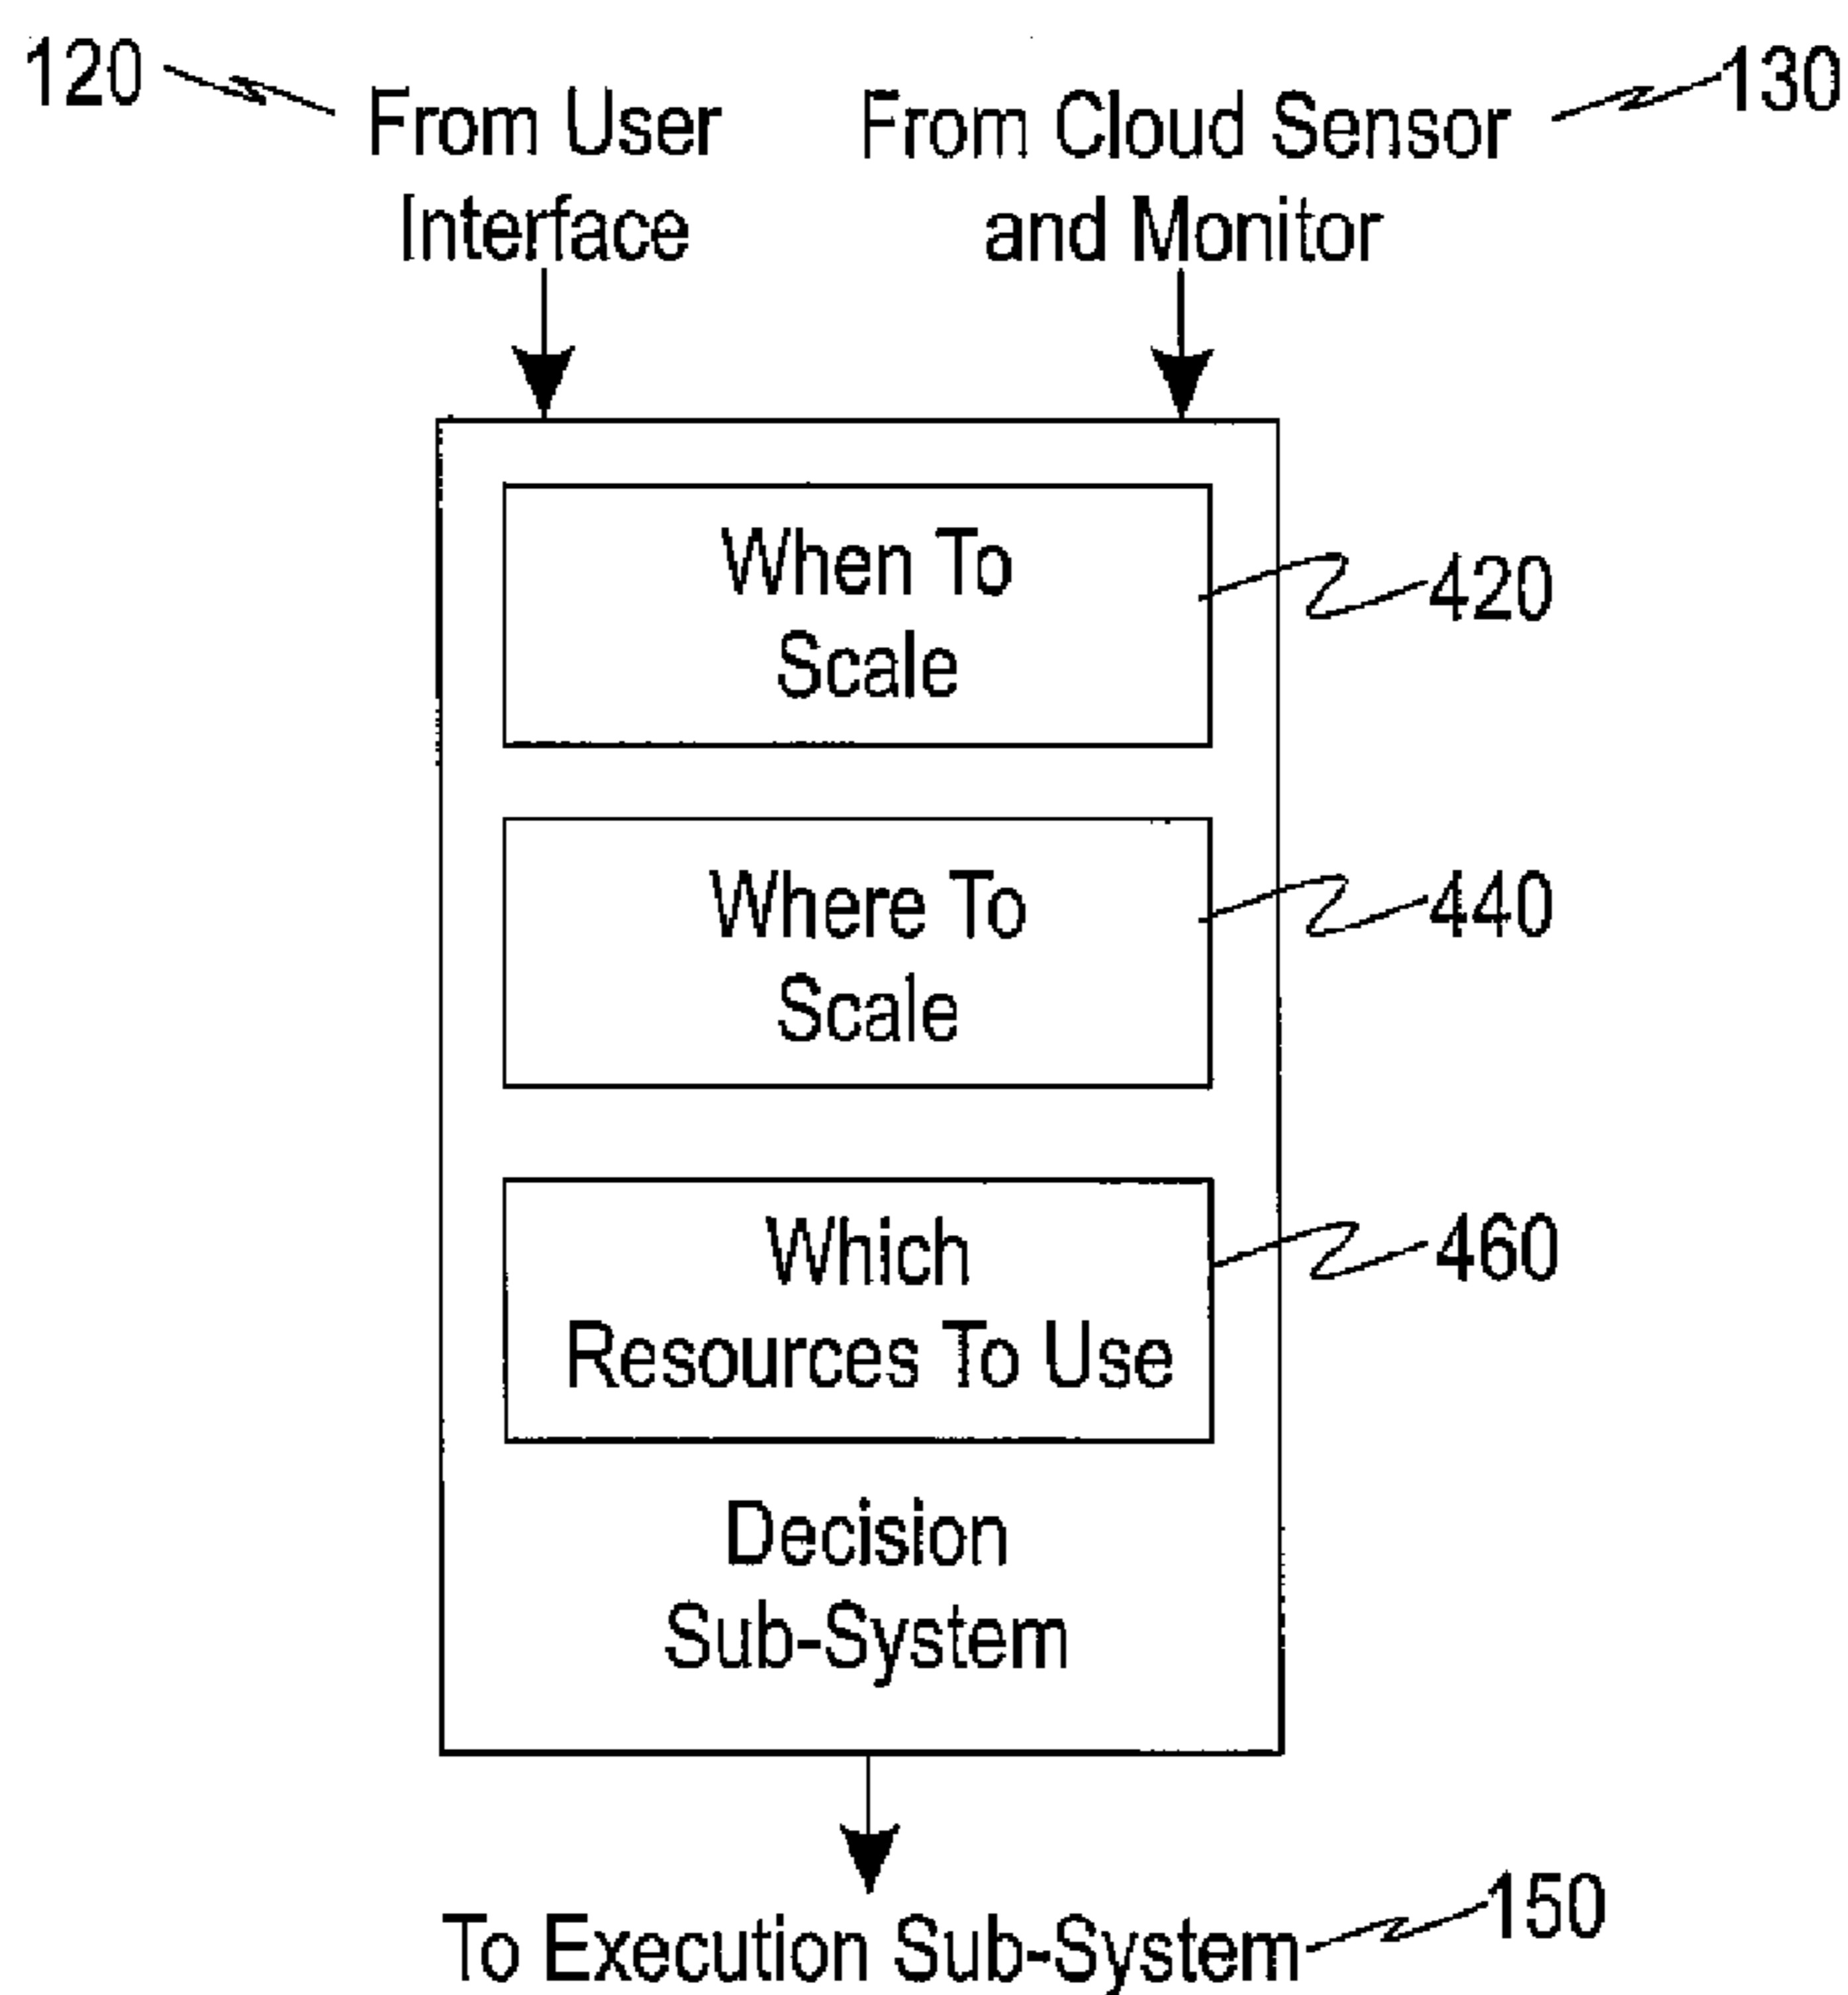 120
From User
Interface
From Cloud Sensor
and Monitor
130
When To
Scale
420
Where To
Scale
440
Which
Resources To Use
460
Decision
Sub-System
To Execution Sub-System
150